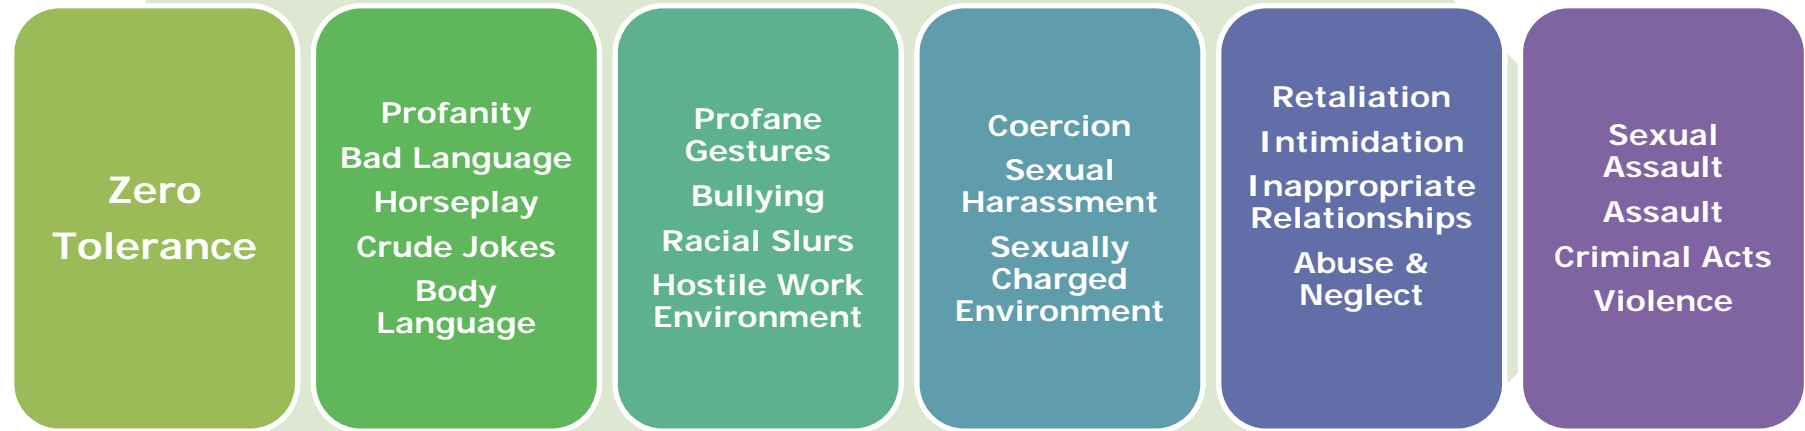 Zero
Tolerance
Profanity
Bad Language
Horseplay
Crude Jokes
Body
Language
Profane
Gestures
Bullying
Racial Slurs
Hostile Work
Environment
Coercion
Sexual
Harassment
Sexually
Charged
Environment
Retaliation
Intimidation
Inappropriate
Relationships
Abuse &
Neglect
Sexual
Assault
Assault
Criminal Acts
Violence